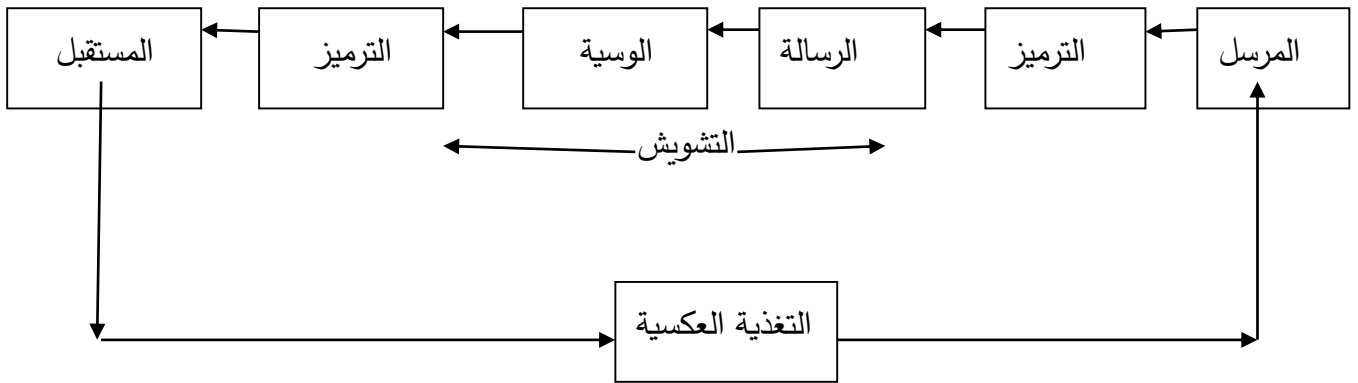 المرسل
الترميز
الرسالة
الوسية
الترميز
المستقبل
التشويش
التغذية العكسية